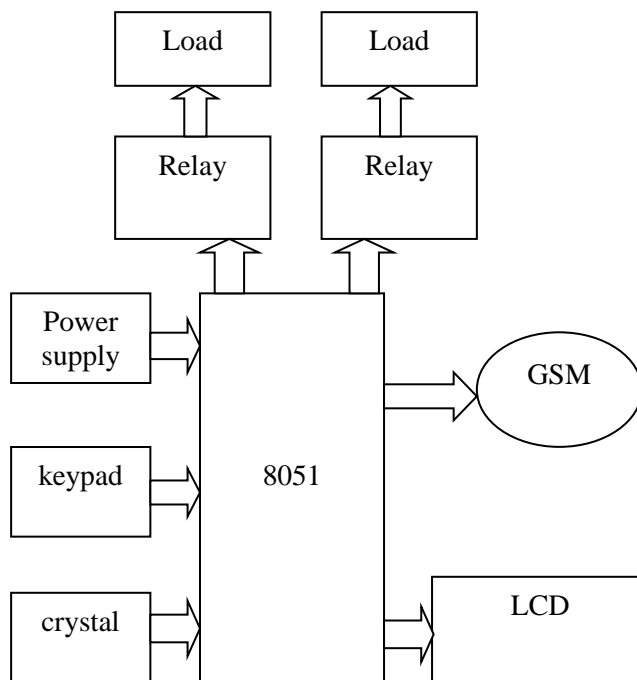 Load
Load
Relay
Relay
Power
supply
GSM
keypad
8051
crystal
LCD